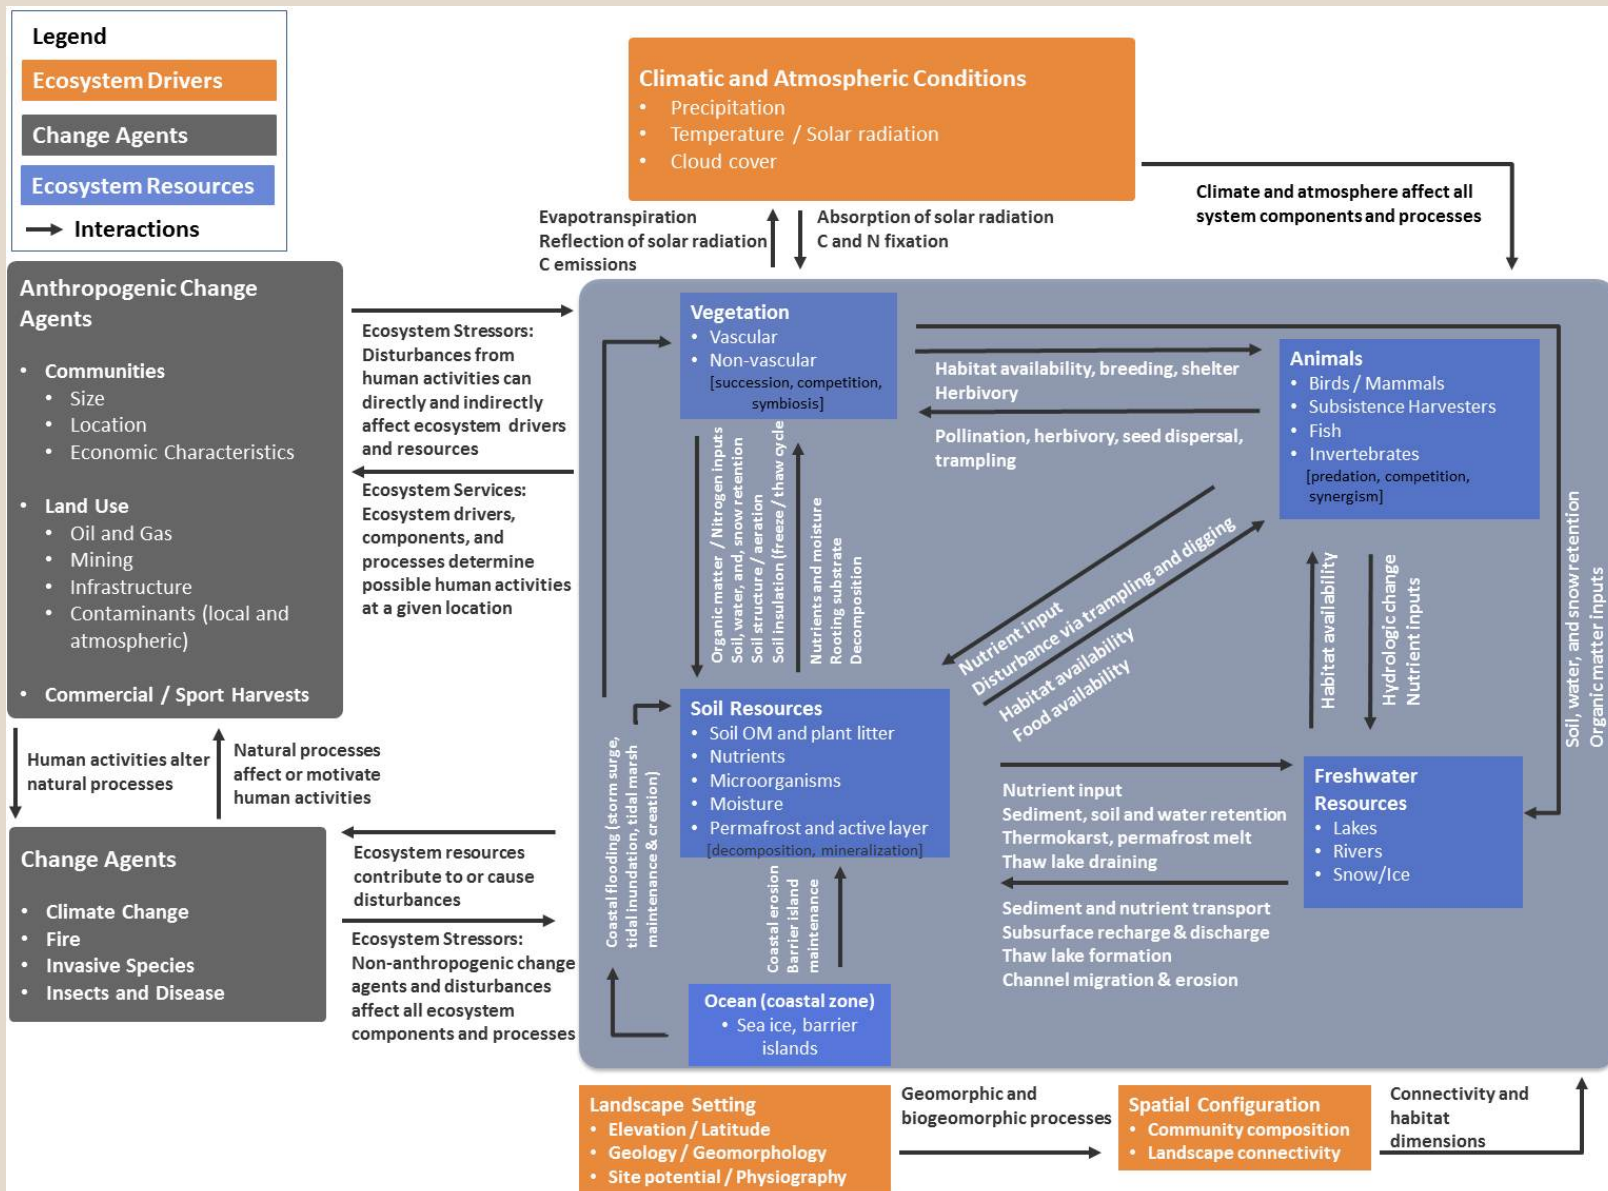 Legend
Ecosystem Drivers
Change Agents
Ecosystem Resources
Interactions
Climatic and Atmospheric Conditions
• Precipitation
• Temperature / Solar radiation
• Cloud cover
Climate and atmosphere affect all
system components and processes
Evapotranspiration
Reflection of solar radiation
C emissions
Absorption of solar radiation
C and N fixation
Anthropogenic Change
Agents
• Communities
• Size
• Location
• Economic Characteristics
• Land Use
• Oil and Gas
• Mining
• Infrastructure
• Contaminants (local and
atmospheric)
• Commercial / Sport Harvests
Ecosystem Stressors:
Disturbances from
human activities can
directly and indirectly
affect ecosystem drivers
and resources
Ecosystem Services:
Ecosystem drivers,
components, and
processes determine
possible human activities
at a given location
Human activities alter
natural processes
Natural processes
affect or motivate
human activities
Change Agents
• Climate Change
• Fire
• Invasive Species
• Insects and Disease
Ecosystem resources
contribute to or cause
disturbances
Ecosystem Stressors:
Non-anthropogenic change
agents and disturbances
affect all ecosystem
components and processes
Vegetation
• Vascular
• Non-vascular
[succession, competition,
symbiosis]
Habitat availability, breeding, shelter
Herbivory
Pollination, herbivory, seed dispersal,
trampling
Animals
• Birds / Mammals
• Subsistence Harvesters
• Fish
• Invertebrates
[predation, competition,
synergism]
Organic matter / Nitrogen inputs
Soil, water, and, snow retention
Soil structure / aeration
Soil insulation (freeze / thaw cycle
Nutrients and moisture
Rooting substrate
Decomposition
Nutrient input
Disturbance via trampling and digging
Habitat availability
Food availability
Habitat availability
Hydrologic change
Nutrient inputs
Soil, water, and snow retention
Organic matter inputs
Soil Resources
• Soil OM and plant litter
• Nutrients
• Microorganisms
• Moisture
• Permafrost and active layer
[decomposition, mineralization]
Nutrient input
Sediment, soil and water retention
Thermokarst, permafrost melt
Thaw lake draining
Sediment and nutrient transport
Subsurface recharge & discharge
Thaw lake formation
Channel migration & erosion
Freshwater
Resources
• Lakes
• Rivers
• Snow/Ice
Coastal flooding (storm surge,
tidal inundation, tidal marsh
maintenance & creation)
Coastal erosion
Barrier island
maintenance
Ocean (coastal zone)
• Sea ice, barrier
islands
Landscape Setting
• Elevation / Latitude
• Geology / Geomorphology
• Site potential / Physiography
Geomorphic and
biogeomorphic processes
Spatial Configuration
• Community composition
• Landscape connectivity
Connectivity and
habitat
dimensions